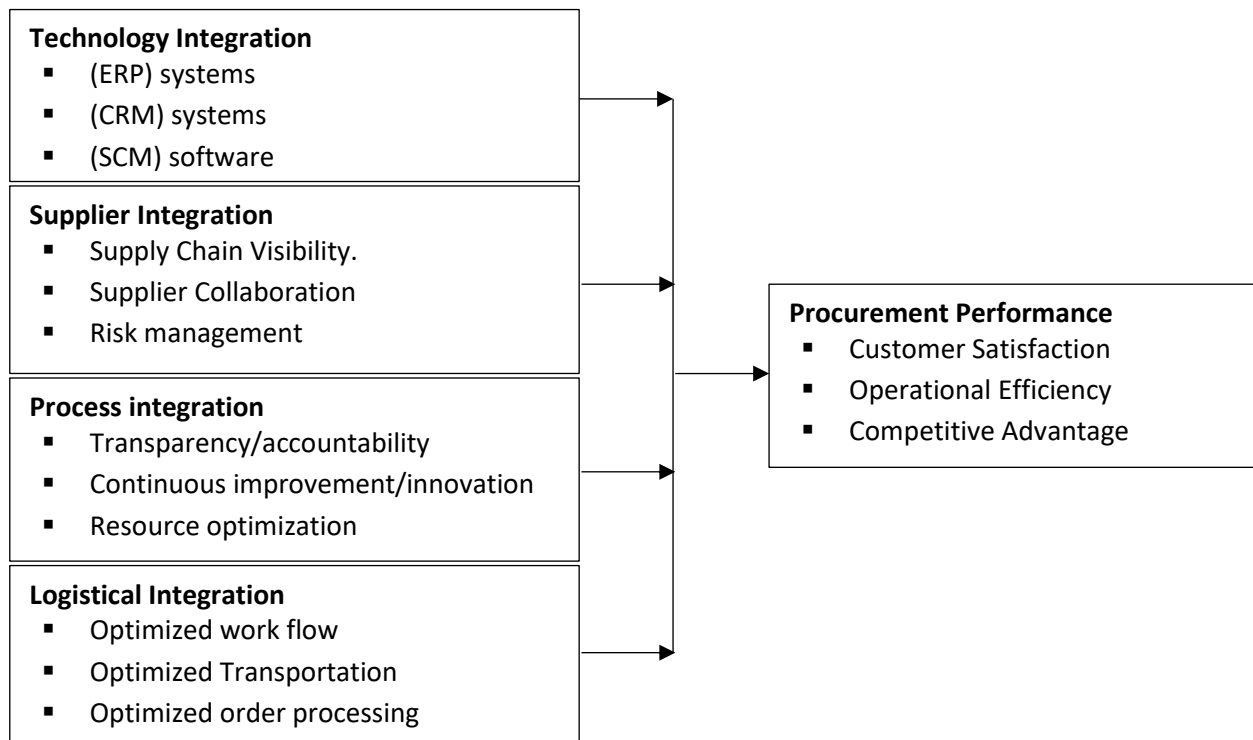 Technology Integration
▪ (ERP) systems
▪ (CRM) systems
▪ (SCM) software
Supplier Integration
▪ Supply Chain Visibility.
▪ Supplier Collaboration
▪ Risk management
Process integration
▪ Transparency/accountability
▪ Continuous improvement/innovation
▪ Resource optimization
Logistical Integration
▪ Optimized work flow
▪ Optimized Transportation
▪ Optimized order processing
Procurement Performance
▪ Customer Satisfaction
▪ Operational Efficiency
▪ Competitive Advantage